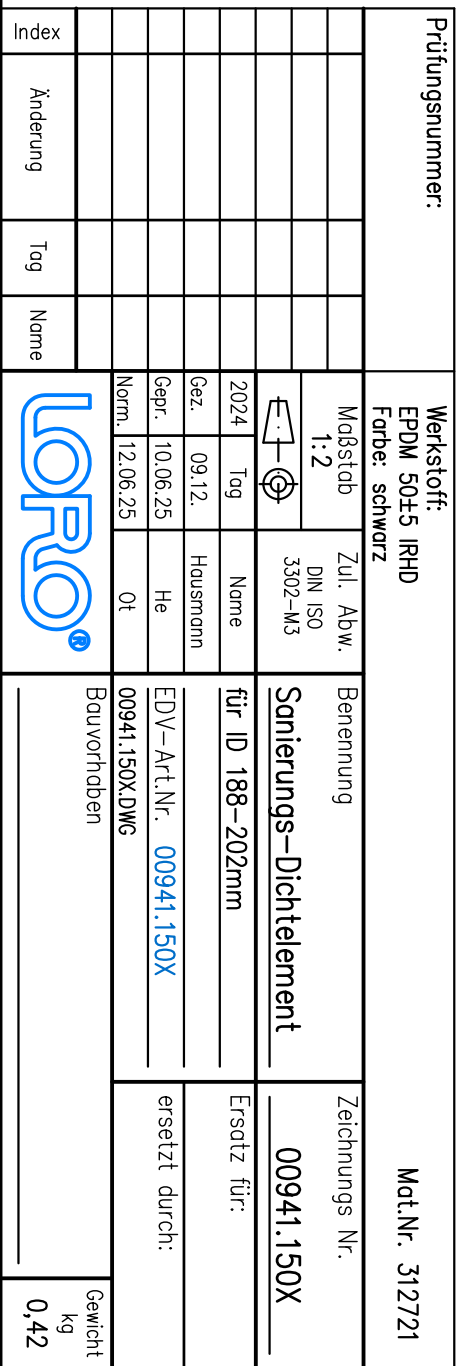 Prüfungsnummer:
Werkstoff:
EPDM 50±5 IRHD
Farbe: schwarz
Mat.Nr. 312721
Maßstab
1:2
Zul. Abw.
DIN ISO
3302-M3
Benennung
Sanierungs-Dichtelement
für ID 188-202mm
Zeichnungs Nr.
00941.150X
2024 Tag Name
Gez. 09.12. Hausmann
Gepr. 10.06.25 He
Norm. 12.06.25 Ot
EDV-Art.Nr. 00941.150X
00941.150X.DWG
Ersatz für:
ersetzt durch:
Index Änderung Tag Name
LORO®
Bauvorhaben
Gewicht
kg
0,42